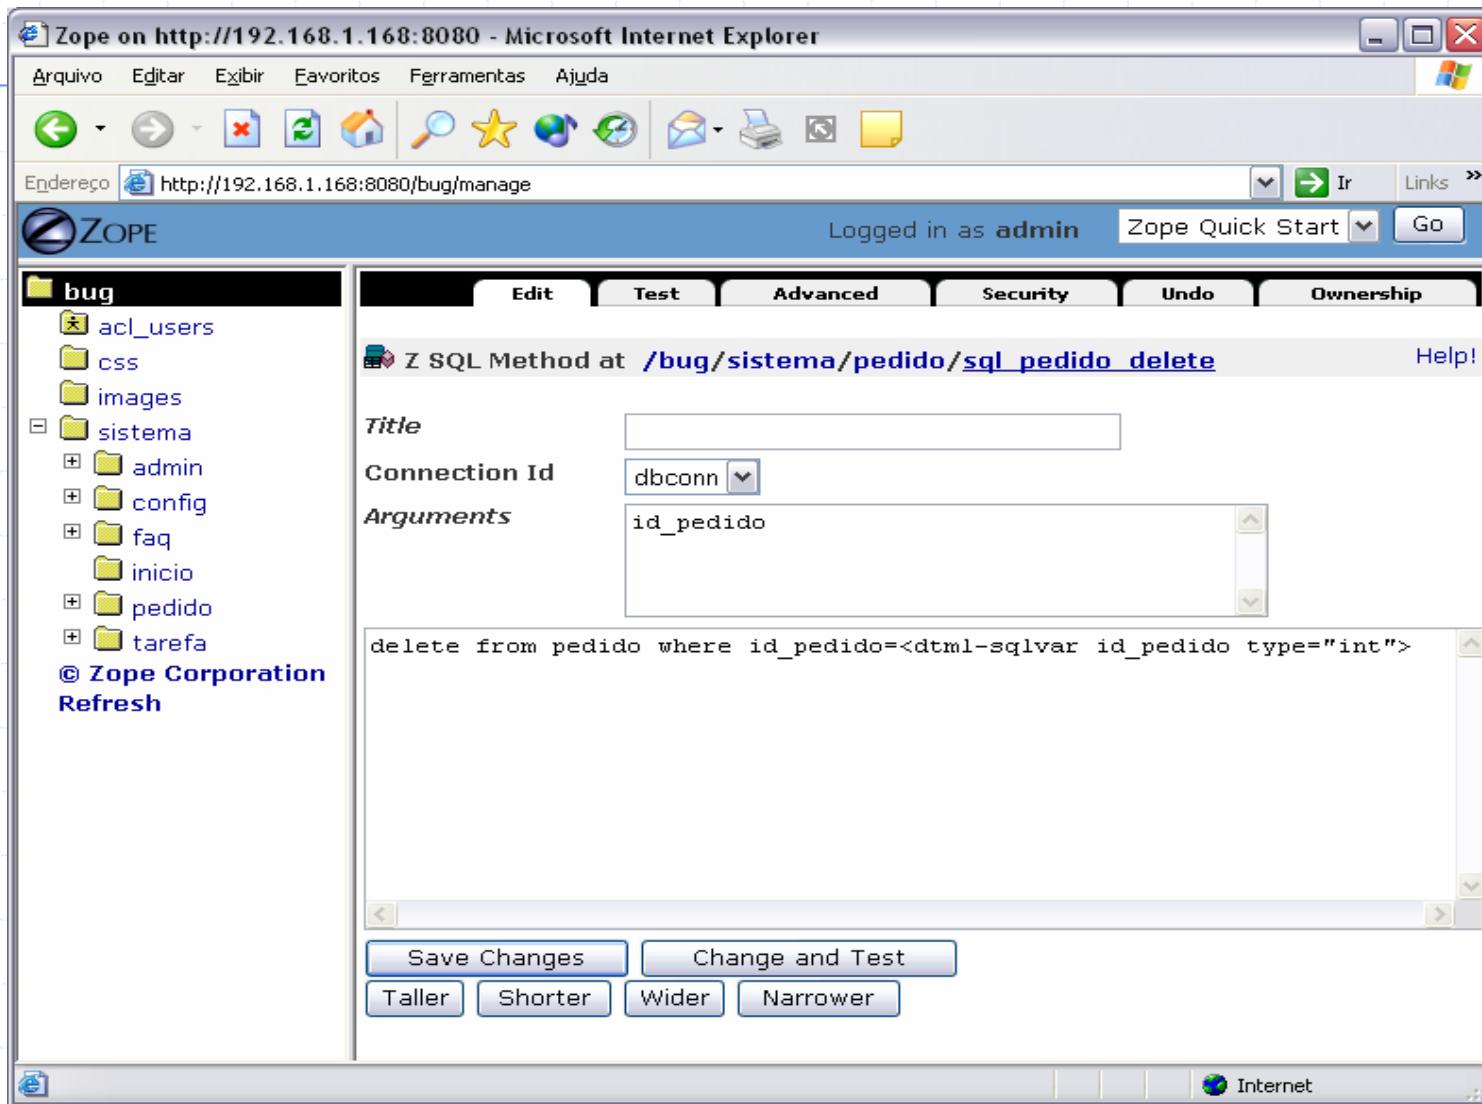 Zope on http://192.168.1.168:8080 - Microsoft Internet Explorer
Arquivo Editar Exibir Favoritos Ferramentas Ajuda
Endereço http://192.168.1.168:8080/bug/manage Ir Links »
ZOPE Logged in as admin Zope Quick Start Go
bug
acl_users
css
images
sistema
admin
config
faq
inicio
pedido
tarefa
© Zope Corporation
Refresh
Edit Test Advanced Security Undo Ownership
Z SQL Method at /bug/sistema/pedido/sql_pedido_delete Help!
Title
Connection Id dbconn
Arguments id_pedido
delete from pedido where id_pedido=<dtml-sqlvar id_pedido type="int">
Save Changes Change and Test
Taller Shorter Wider Narrower
Internet